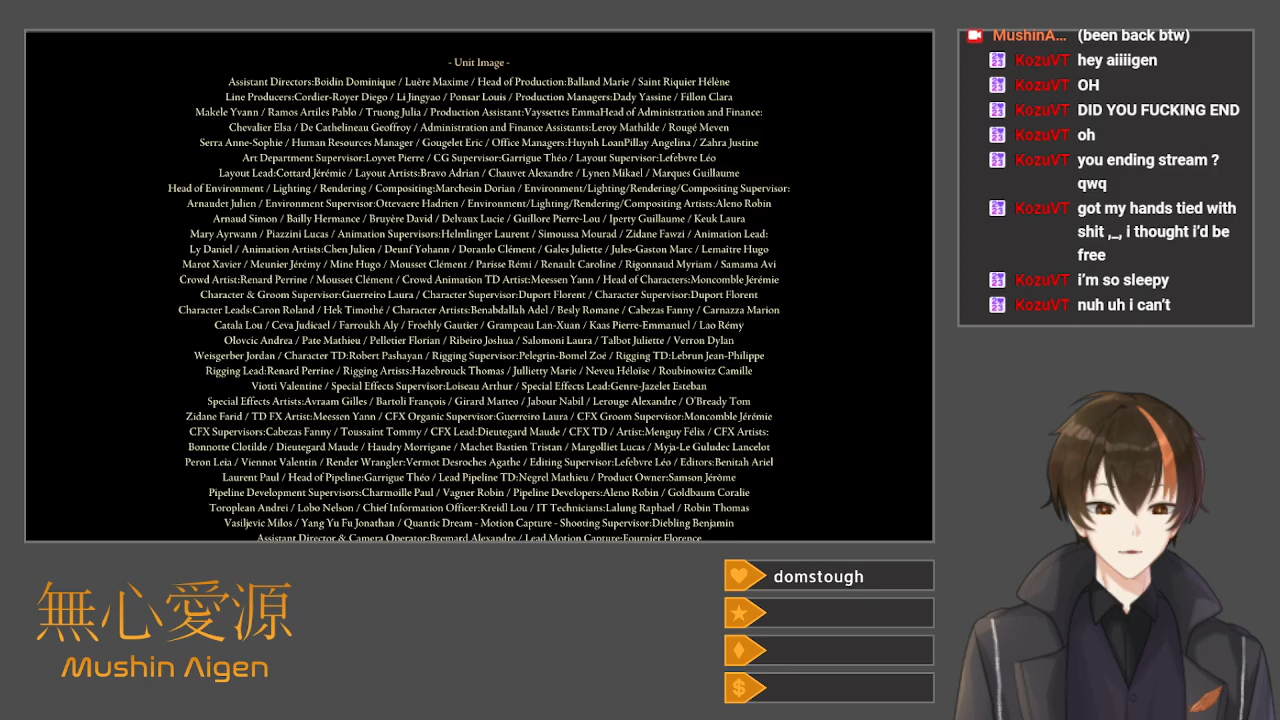 - Unit Image -
Assistant Directors:Boidin Dominique / Luère Maxime / Head of Production:Balland Marie / Saint Riquier Hélène
Line Producers:Cordier-Royer Diego / Li Jingyao / Ponsar Louis / Production Managers:Dady Yassine / Fillon Clara
Makele Yvann / Ramos Artiles Pablo / Truong Julia / Production Assistant:Vayssettes EmmaHead of Administration and Finance:
Chevalier Elsa / De Cathelineau Geoffroy / Administration and Finance Assistants:Leroy Mathilde / Rougé Meven
Serra Anne-Sophie / Human Resources Manager / Gougelet Eric / Office Managers:Huynh LoanPillay Angelina / Zahra Justine
Art Department Supervisor:Loyvet Pierre / CG Supervisor:Garrigue Théo / Layout Supervisor:Lefebvre Léo
Layout Lead:Cottard Jérémie / Layout Artists:Bravo Adrian / Chauvet Alexandre / Lynen Mikael / Marques Guillaume
Head of Environment / Lighting / Rendering / Compositing:Marchesin Dorian / Environment/Lighting/Rendering/Compositing Supervisor:
Arnaudet Julien / Environment Supervisor:Ottevaere Hadrien / Environment/Lighting/Rendering/Compositing Artists:Aleno Robin
Arnaud Simon / Bailly Hermance / Bruyère David / Delvaux Lucie / Guillore Pierre-Lou / Iperty Guillaume / Keuk Laura
Mary Ayrwann / Piazzini Lucas / Animation Supervisors:Helmlinger Laurent / Simoussa Mourad / Zidane Fawzi / Animation Lead:
Ly Daniel / Animation Artists:Chen Julien / Deunf Yohann / Doranlo Clément / Gales Juliette / Jules-Gaston Marc / Lemaitre Hugo
Marot Xavier / Meunier Jérémy / Mine Hugo / Mousset Clément / Parisse Rémi / Renault Caroline / Rigonnaud Myriam / Samama Avi
Crowd Artist:Renard Perrine / Mousset Clément / Crowd Animation TD Artist:Meessen Yann / Head of Characters:Moncomble Jérémie
Character & Groom Supervisor:Guerreiro Laura / Character Supervisor:Duport Florent / Character Supervisor:Duport Florent
Character Leads:Caron Roland / Hek Timothé / Character Artists:Benabdallah Adel / Besly Romane / Cabezas Fanny / Carnazza Marion
Catala Lou / Ceva Judicael / Farroukh Aly / Froehly Gautier / Grampeau Lan-Xuan / Kaas Pierre-Emmanuel / Lao Rémy
Olovcic Andrea / Pate Mathieu / Pelletier Florian / Ribeiro Joshua / Salomoni Laura / Talbot Juliette / Verron Dylan
Weisgerber Jordan / Character TD:Robert Pashayan / Rigging Supervisor:Pelegrin-Bomel Zoé / Rigging TD:Lebrun Jean-Philippe
Rigging Lead:Renard Perrine / Rigging Artists:Hazebrouck Thomas / Jullietty Marie / Neveu Héloïse / Roubinowitz Camille
Viotti Valentine / Special Effects Supervisor:Loiseau Arthur / Special Effects Lead:Genre-Jazelet Esteban
Special Effects Artists:Avraam Gilles / Bartoli François / Girard Matteo / Jabour Nabil / Lerouge Alexandre / O'Bready Tom
Zidane Farid / TD FX Artist:Meessen Yann / CFX Organic Supervisor:Guerreiro Laura / CFX Groom Supervisor:Moncomble Jérémie
CFX Supervisors:Cabezas Fanny / Toussaint Tommy / CFX Lead:Dieutegard Maude / CFX TD / Artist:Menguy Félix / CFX Artists:
Bonnotte Clotilde / Dieutegard Maude / Haudry Morrigane / Machet Bastien Tristan / Margolliet Lucas / Myja-Le Guludec Lancelot
Peron Leia / Viennot Valentin / Render Wrangler:Vermot Desroches Agathe / Editing Supervisor:Lefebvre Léo / Editors:Benitah Ariel
Laurent Paul / Head of Pipeline:Garrigue Théo / Lead Pipeline TD:Negrel Mathieu / Product Owner:Samson Jérôme
Pipeline Development Supervisors:Charmoille Paul / Vagner Robin / Pipeline Developers:Aleno Robin / Goldbaum Coralie
Toroplean Andrei / Lobo Nelson / Chief Information Officer:Kreidl Lou / IT Technicians:Lalung Raphael / Robin Thomas
Vasiljevic Milos / Yang Yu Fu Jonathan / Quantic Dream - Motion Capture - Shooting Supervisor:Diebling Benjamin
Assistant Director & Camera Operator:Bremard Alexandre / Lead Motion Capture:Fournier Florence
MushinA... (been back btw)
KozuVT hey aiiiigen
KozuVT OH
KozuVT DID YOU FUCKING END
KozuVT oh
KozuVT you ending stream ?
qwq
KozuVT got my hands tied with
shit ,_, i thought i'd be
free
KozuVT i'm so sleepy
KozuVT nuh uh i can't
domstough
無心愛源
Mushin Aigen